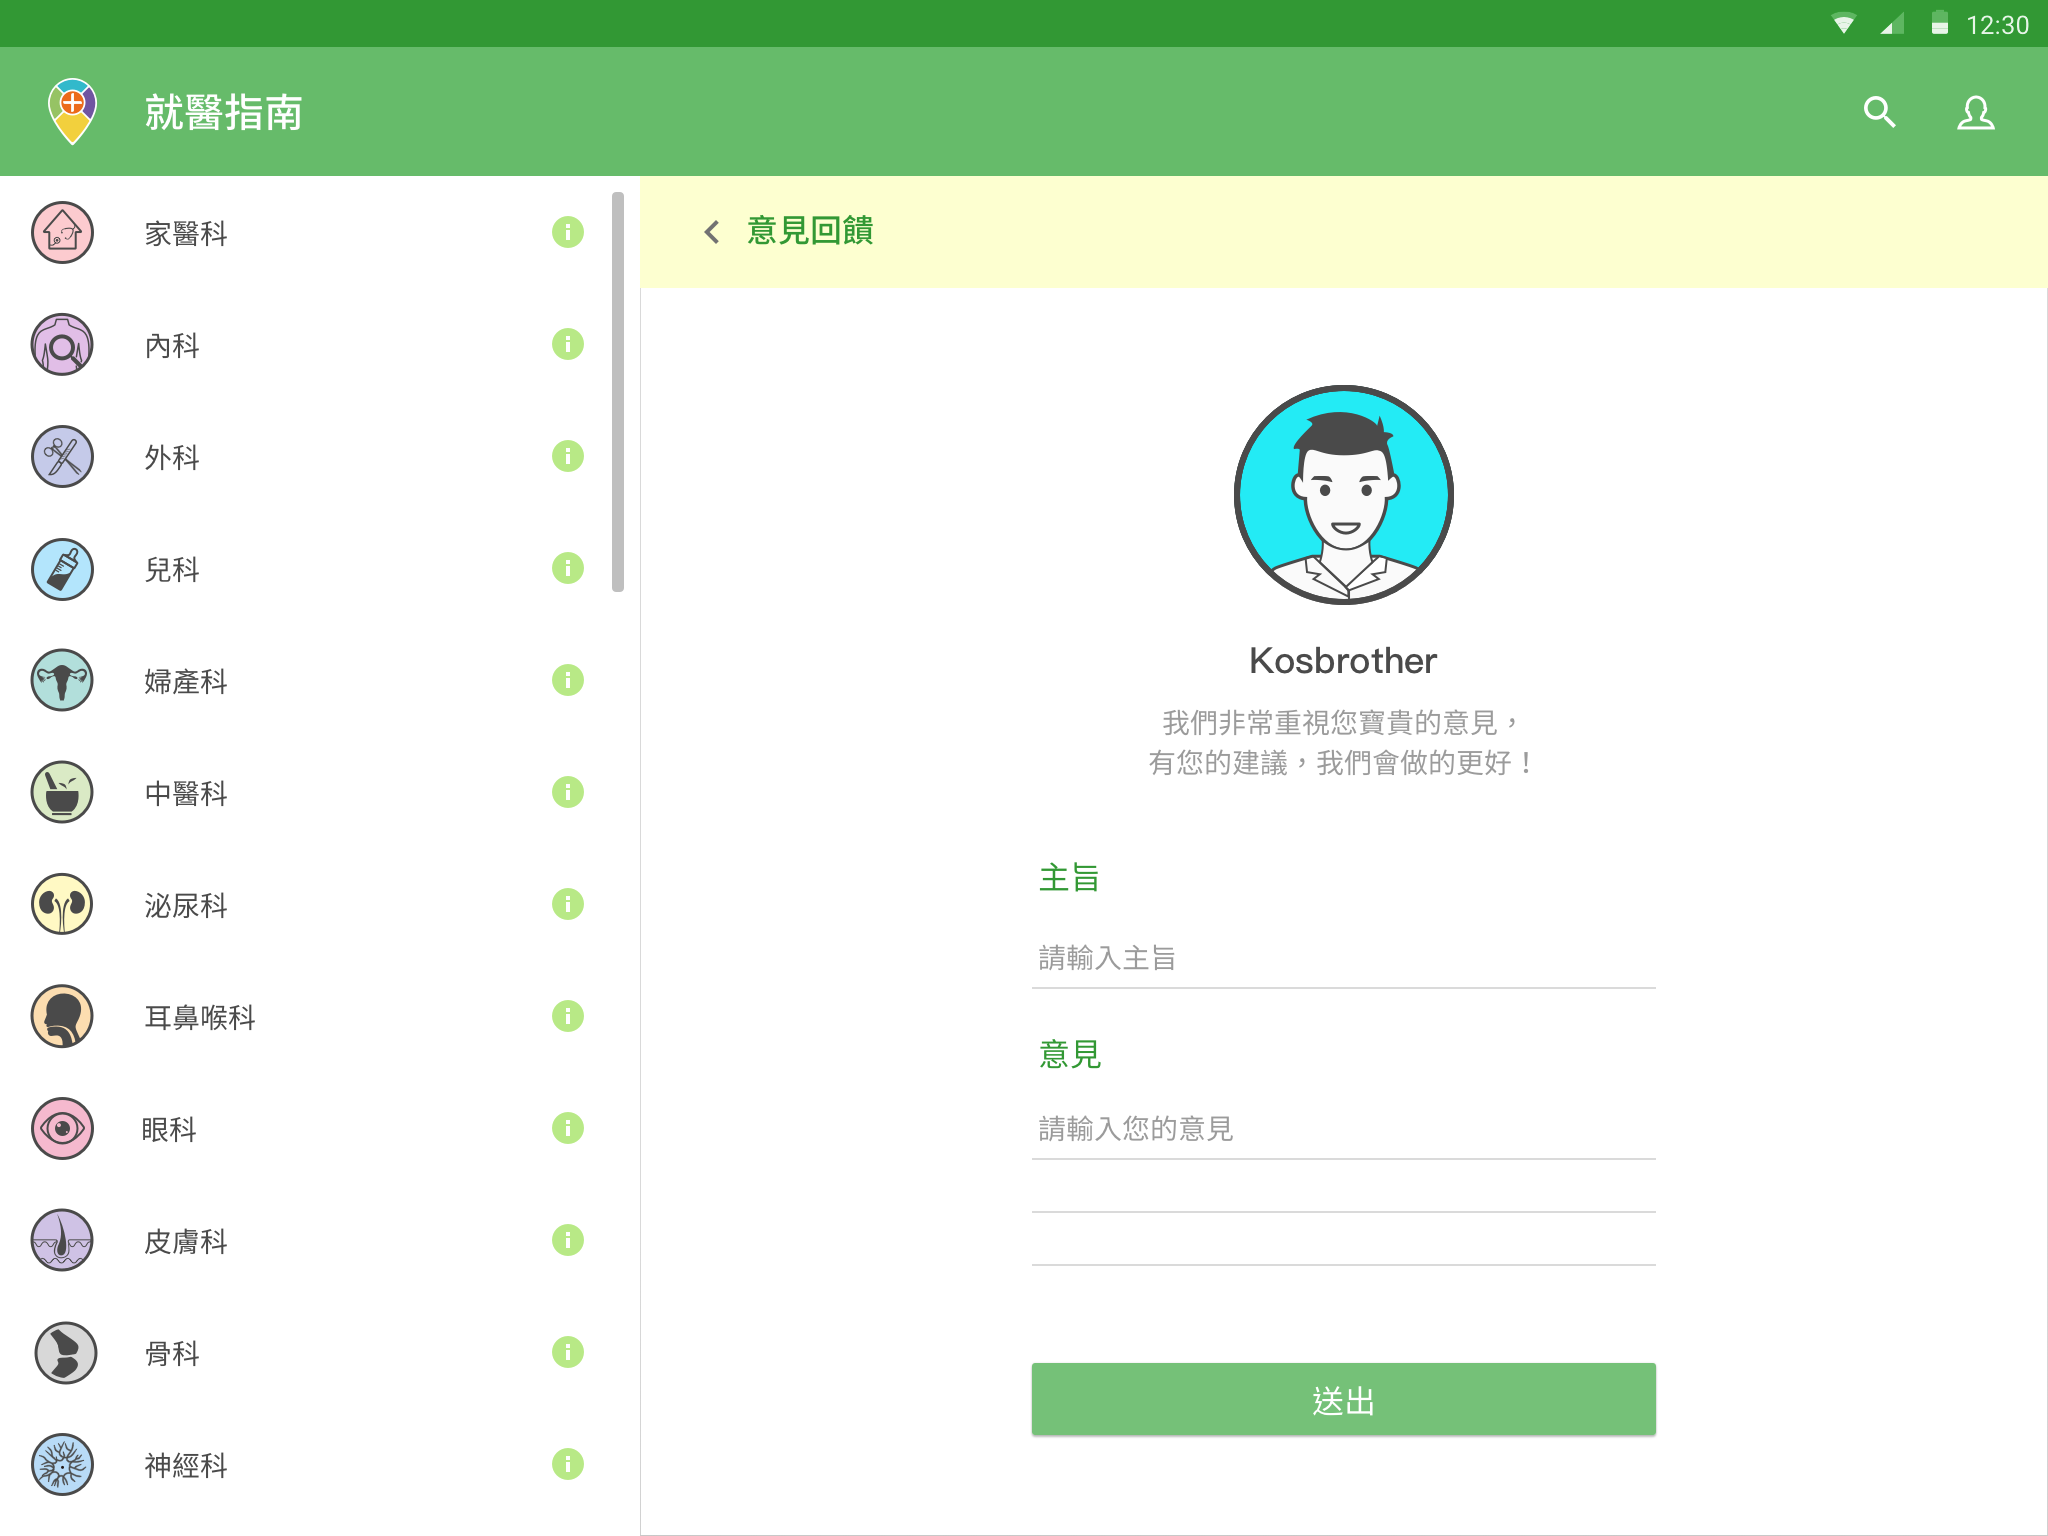 12:30
就醫指南
家醫科
內科
外科
兒科
婦產科
中醫科
泌尿科
耳鼻喉科
眼科
皮膚科
骨科
神經科
意見回饋
Kosbrother
我們非常重視您寶貴的意見，
有您的建議，我們會做的更好！
主旨
請輸入主旨
意見
請輸入您的意見
送出